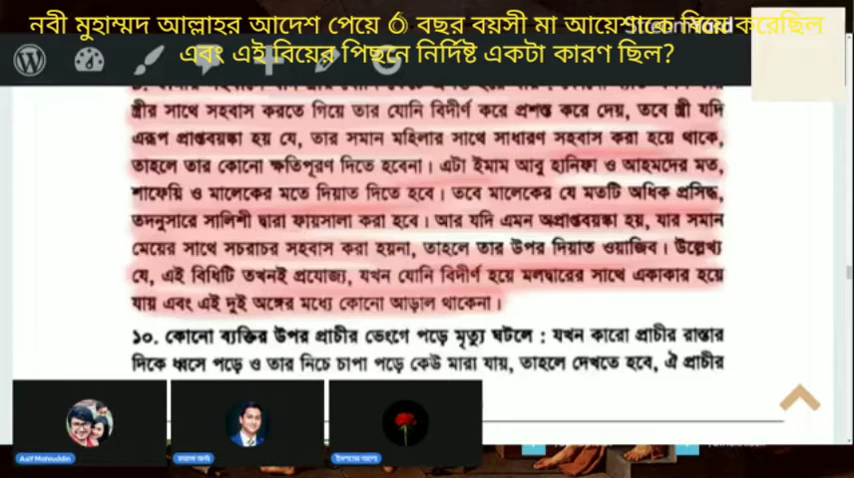 নবী মুহাম্মদ আল্লাহর আদেশ পেয়ে 6 বছর বয়সী মা আয়েশাকে বিয়ে করেছিল
এবং এই বিয়ের পিছনে নির্দিষ্ট একটা কারণ ছিল?
স্ত্রীর সাথে সহবাস করতে গিয়ে তার যোনি বিদীর্ণ করে প্রশস্ত করে দেয়, তবে স্ত্রী যদি
এরূপ প্রাপ্তবয়স্কা হয় যে, তার সমান মহিলার সাথে সাধারণ সহবাস করা হয়ে থাকে,
তাহলে তার কোনো ক্ষতিপূরণ দিতে হবেনা। এটা ইমাম আবু হানিফা ও আহমদের মত,
শাফেয়ি ও মালেকের মতে দিয়াত দিতে হবে। তবে মালেকের যে মতটি অধিক প্রসিদ্ধ,
তদনুসারে সালিশী দ্বারা ফায়সালা করা হবে। আর যদি এমন অপ্রাপ্তবয়স্কা হয়, যার সমান
মেয়ের সাথে সচরাচর সহবাস করা হয়না, তাহলে তার উপর দিয়াত ওয়াজিব। উল্লেখ্য
যে, এই বিধিটি তখনই প্রযোজ্য, যখন যোনি বিদীর্ণ হয়ে মলদ্বারের সাথে একাকার হয়ে
যায় এবং এই দুই অঙ্গের মধ্যে কোনো আড়াল থাকেনা।
১০. কোনো ব্যক্তির উপর প্রাচীর ভেংগে পড়ে মৃত্যু ঘটলে : যখন কারো প্রাচীর রাস্তার
দিকে ধ্বসে পড়ে ও তার নিচে চাপা পড়ে কেউ মারা যায়, তাহলে দেখতে হবে, ঐ প্রাচীর
Asif Mohiuddin